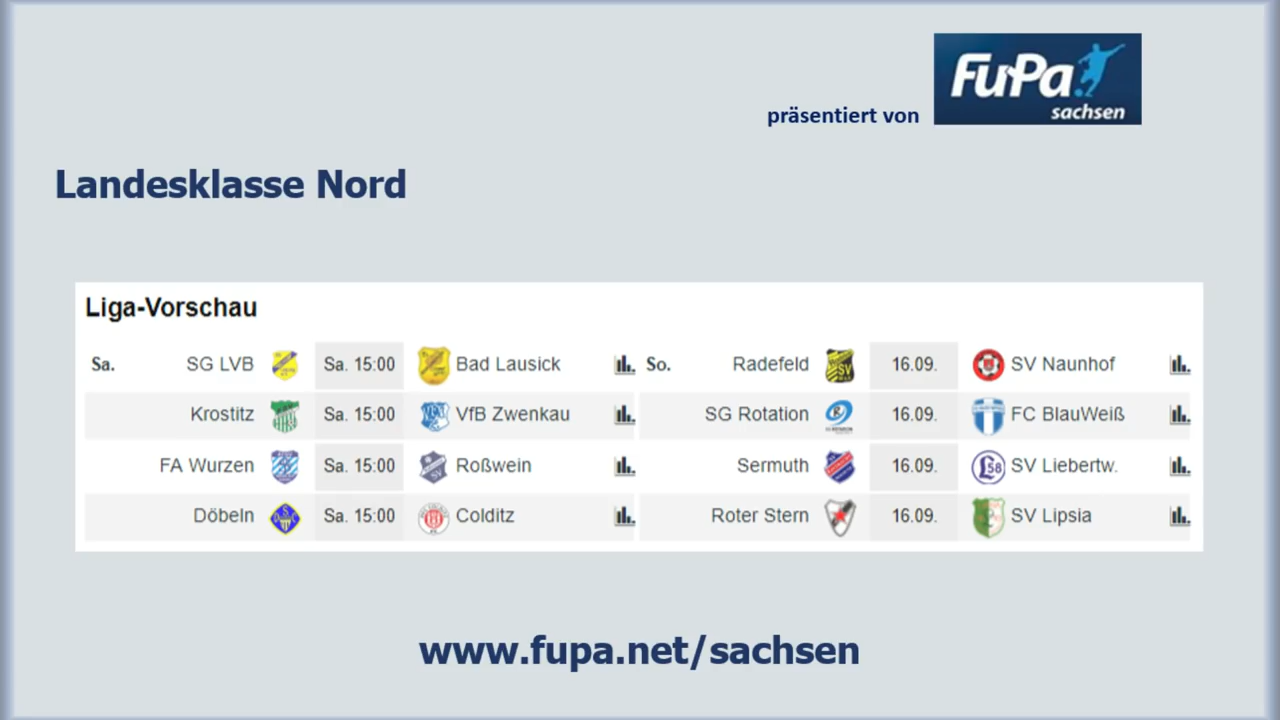 FuPa
sachsen
präsentiert von
Landesklasse Nord
Liga-Vorschau
Sa. SG LVB Sa. 15:00 Bad Lausick So. Radefeld 16.09. SV Naunhof
Krostitz Sa. 15:00 VfB Zwenkau SG Rotation 16.09. FC BlauWeiß
FA Wurzen Sa. 15:00 Roßwein Sermuth 16.09. SV Liebertw.
Döbeln Sa. 15:00 Colditz Roter Stern 16.09. SV Lipsia
www.fupa.net/sachsen